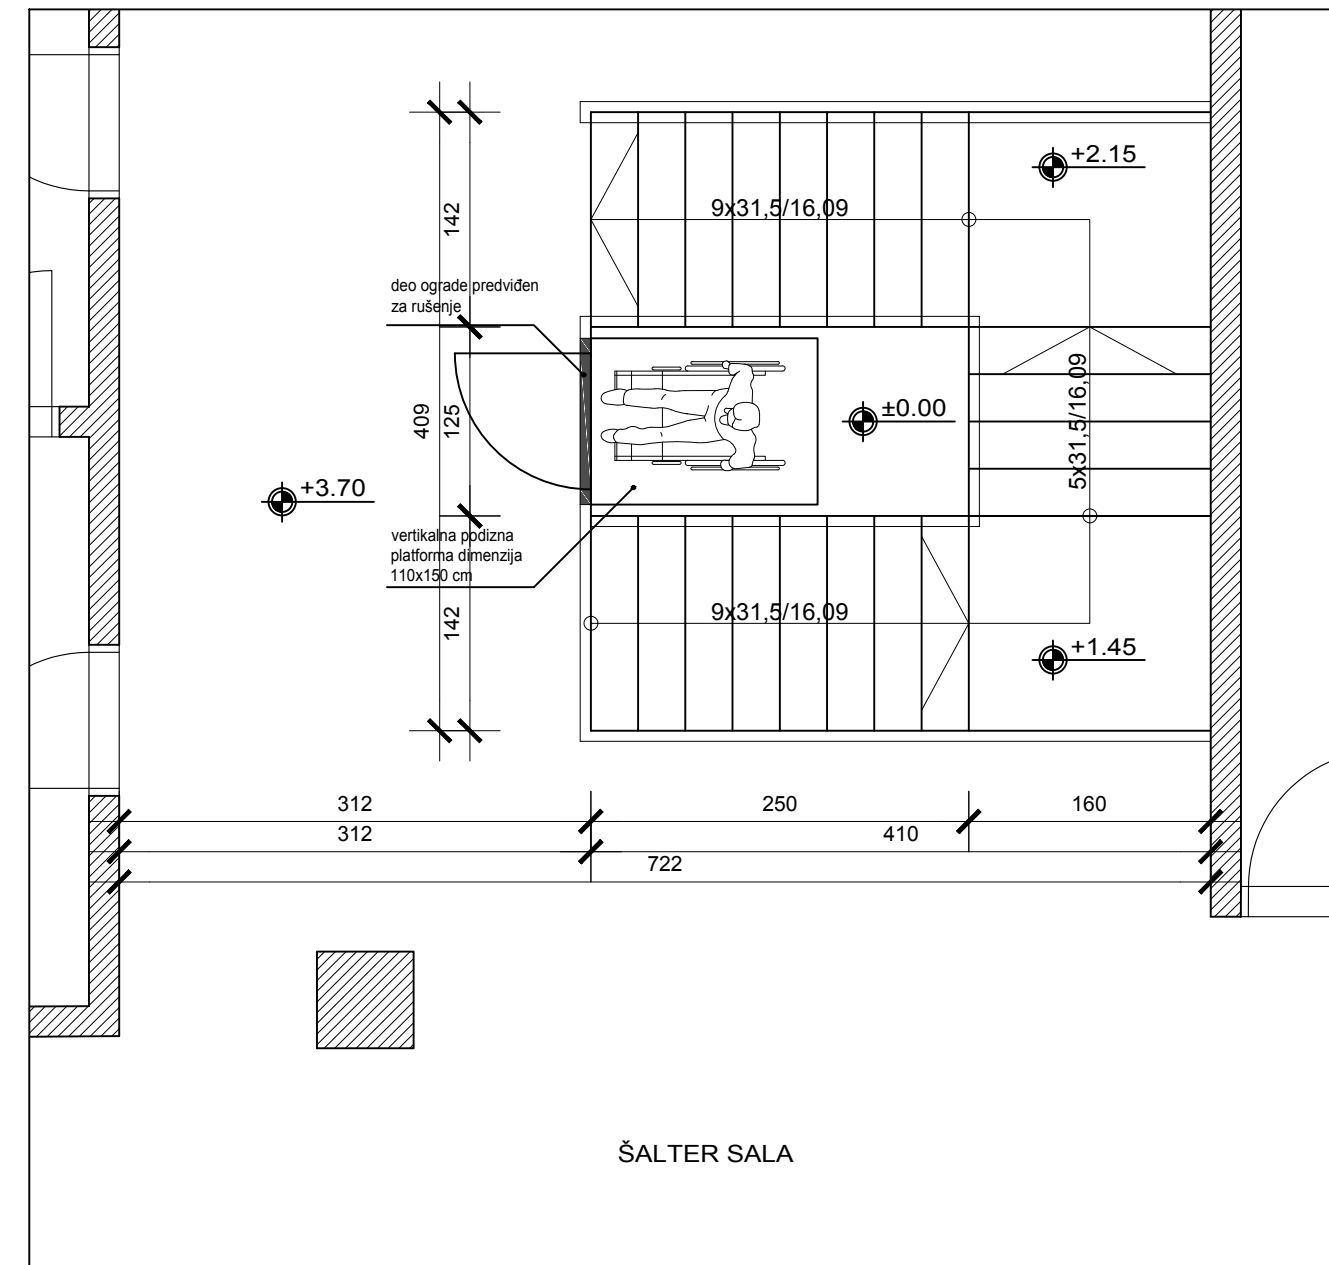 +2.15
9x31,5/16,09
142
deo ograde predviđen
za rušenje
5x31,5/16,09
±0.00
409
125
+3.70
vertikalna podizna
platforma dimenzija
110x150 cm
142
9x31,5/16,09
+1.45
312
250
160
312
410
722
ŠALTER SALA